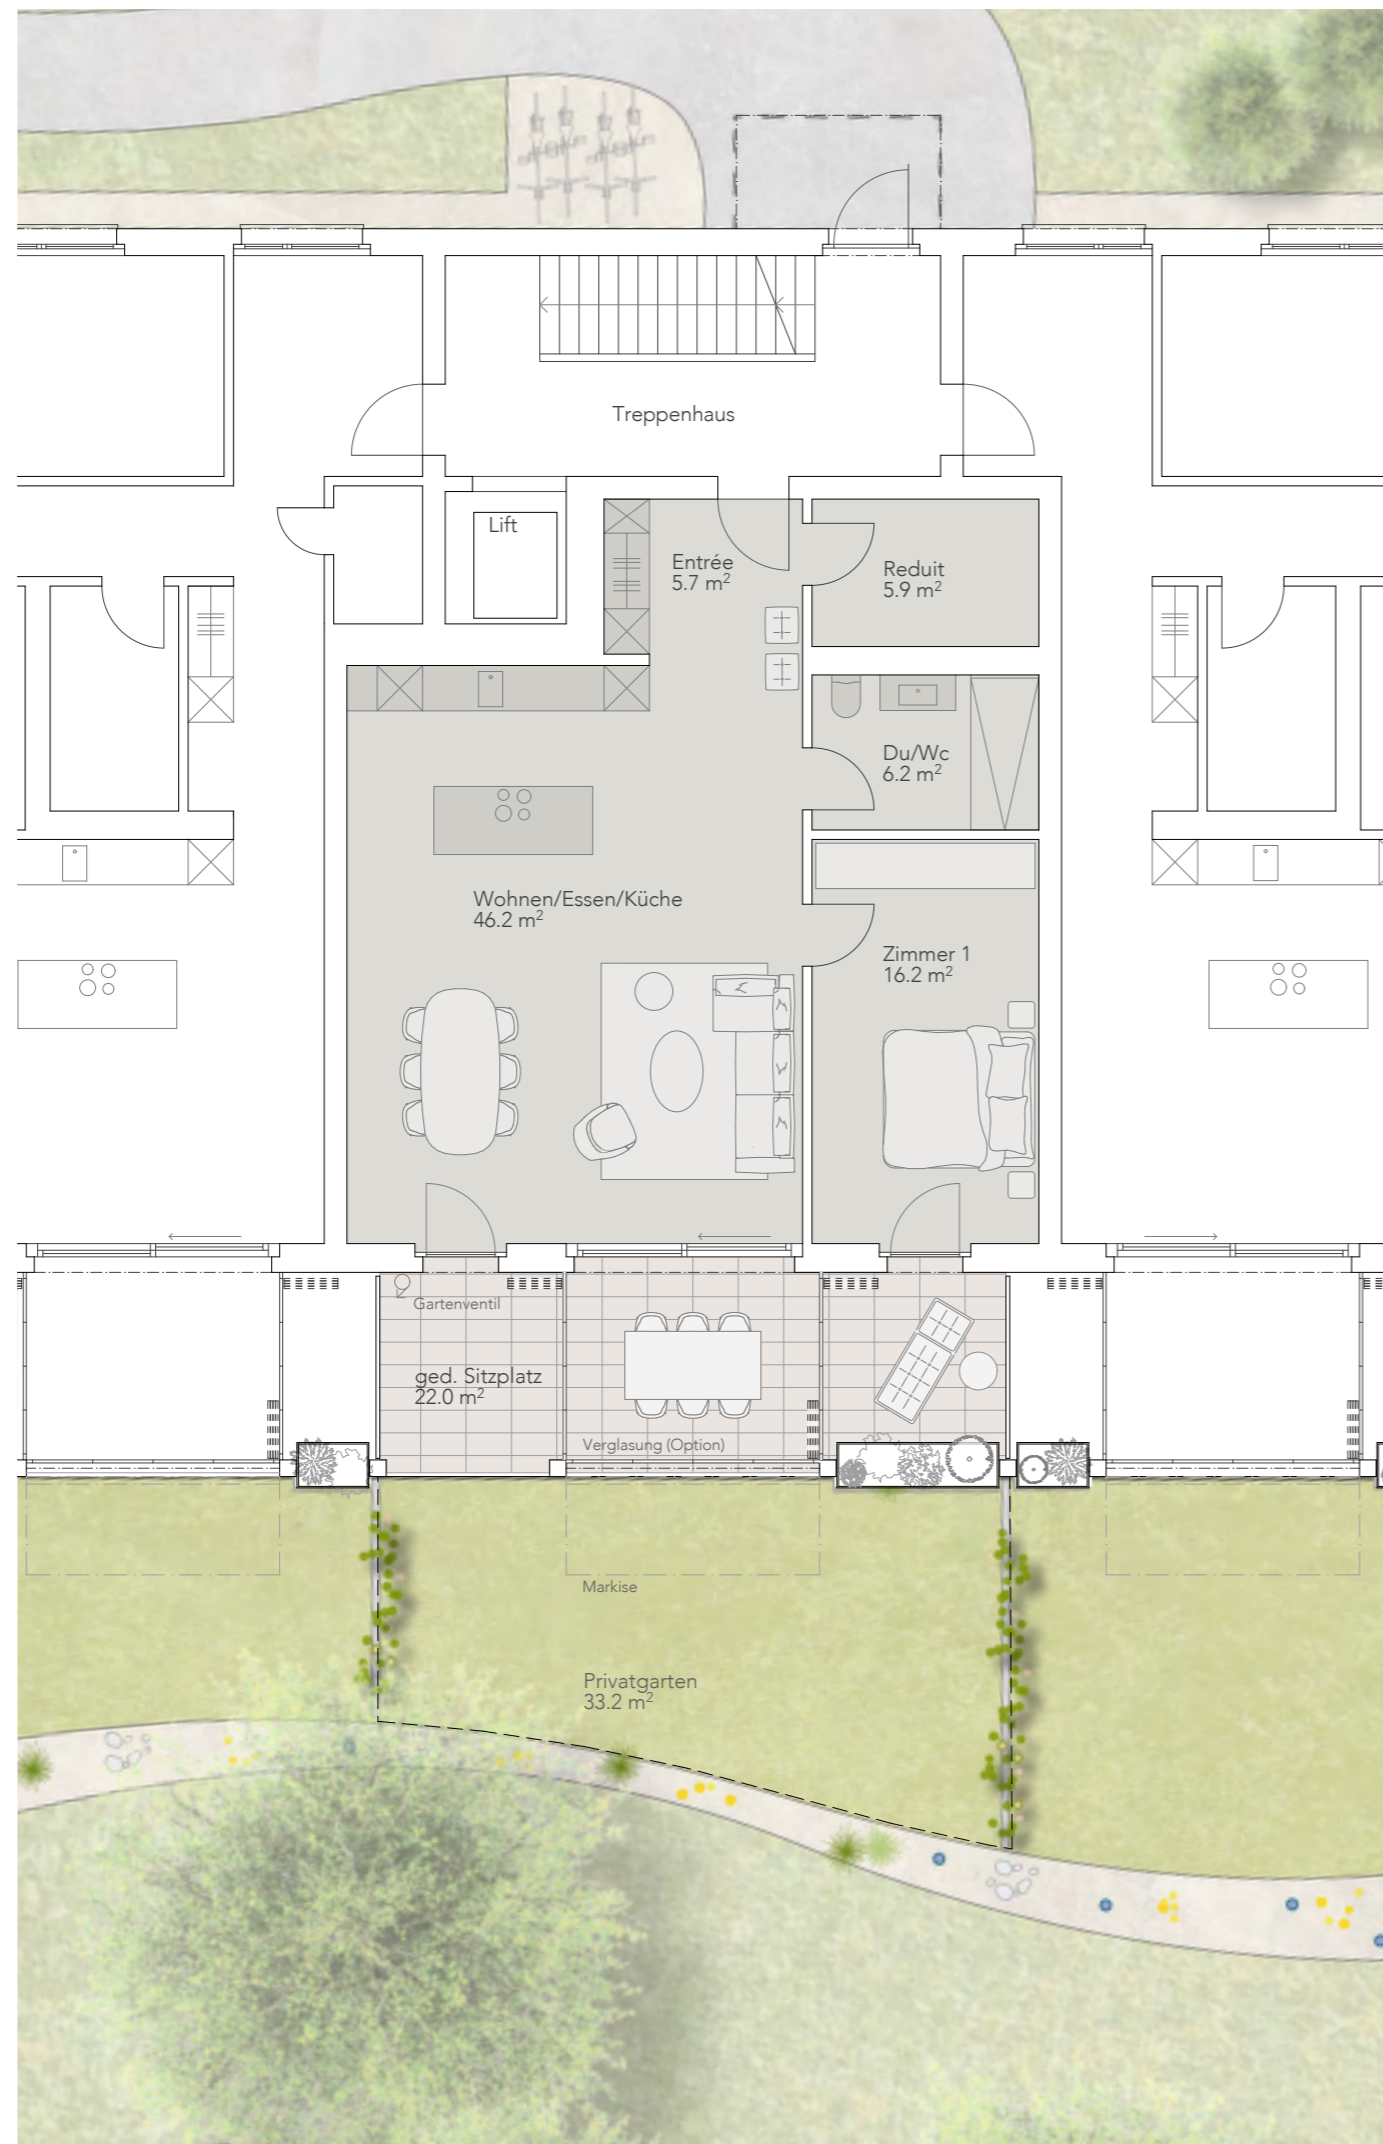 Treppenhaus
Lift
Entrée
5.7 m²
Reduit
5.9 m²
Du/Wc
6.2 m²
Wohnen/Essen/Küche
46.2 m²
Zimmer 1
16.2 m²
Gartenventil
ged. Sitzplatz
22.0 m²
Verglasung (Option)
Markise
Privatgarten
33.2 m²